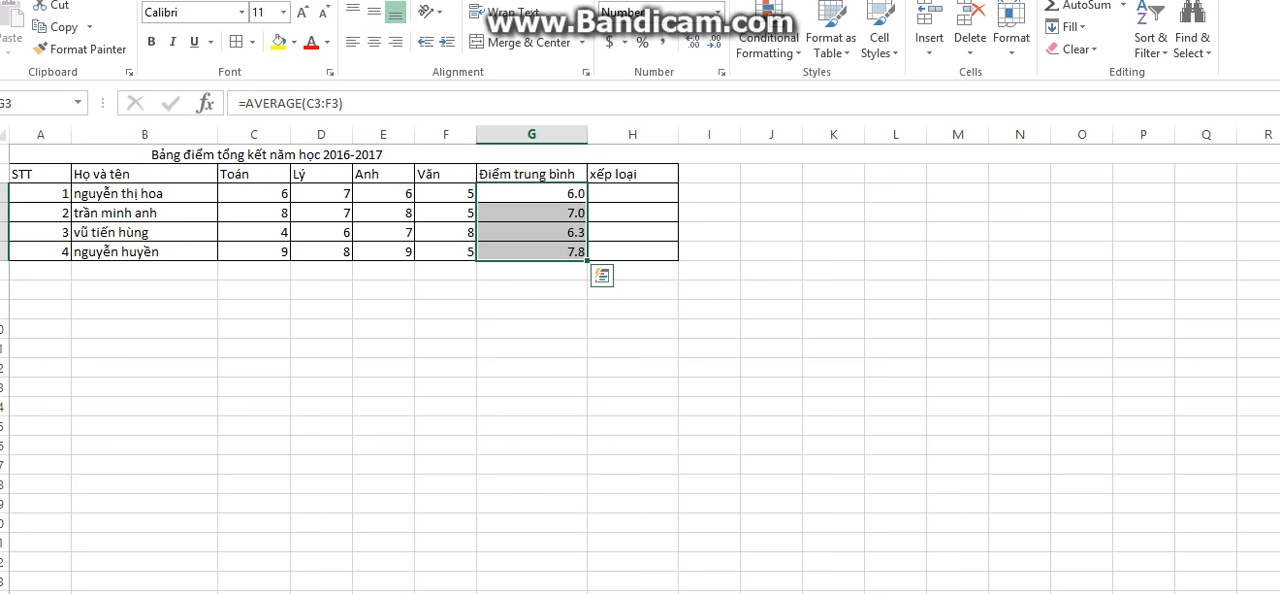 Cut
Calibri
11
Wrap Text
www.Bandicam.com
Number
Conditional Formatting
Format as Table
Cell Styles
Insert
Delete
Format
AutoSum
Fill
Clear
Sort & Filter
Find & Select
Copy
Format Painter
B I U
A
Merge & Center
$ % ,
Clipboard
Font
Alignment
Number
Styles
Cells
Editing
fx =AVERAGE(C3:F3)
A B C D E F G H I J K L M N O P Q R
Bảng điểm tổng kết năm học 2016-2017
STT Họ và tên Toán Lý Anh Văn Điểm trung bình xếp loại
1 nguyễn thị hoa 6 7 6 5 6.0
2 trần minh anh 8 7 8 5 7.0
3 vũ tiến hùng 4 6 7 8 6.3
4 nguyễn huyền 9 8 9 5 7.8